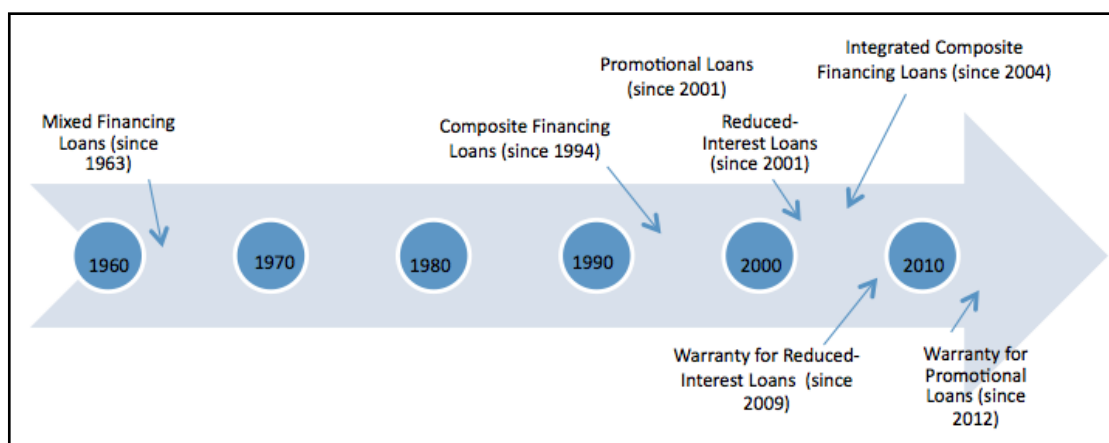 Integrated Composite
Financing Loans (since 2004)
Promotional Loans
(since 2001)
Mixed Financing
Loans (since
1963)
Composite Financing
Loans (since 1994)
Reduced-
Interest Loans
(since 2001)
1960
1970
1980
1990
2000
2010
Warranty for Reduced-
Interest Loans  (since
2009)
Warranty for
Promotional
Loans (since
2012)